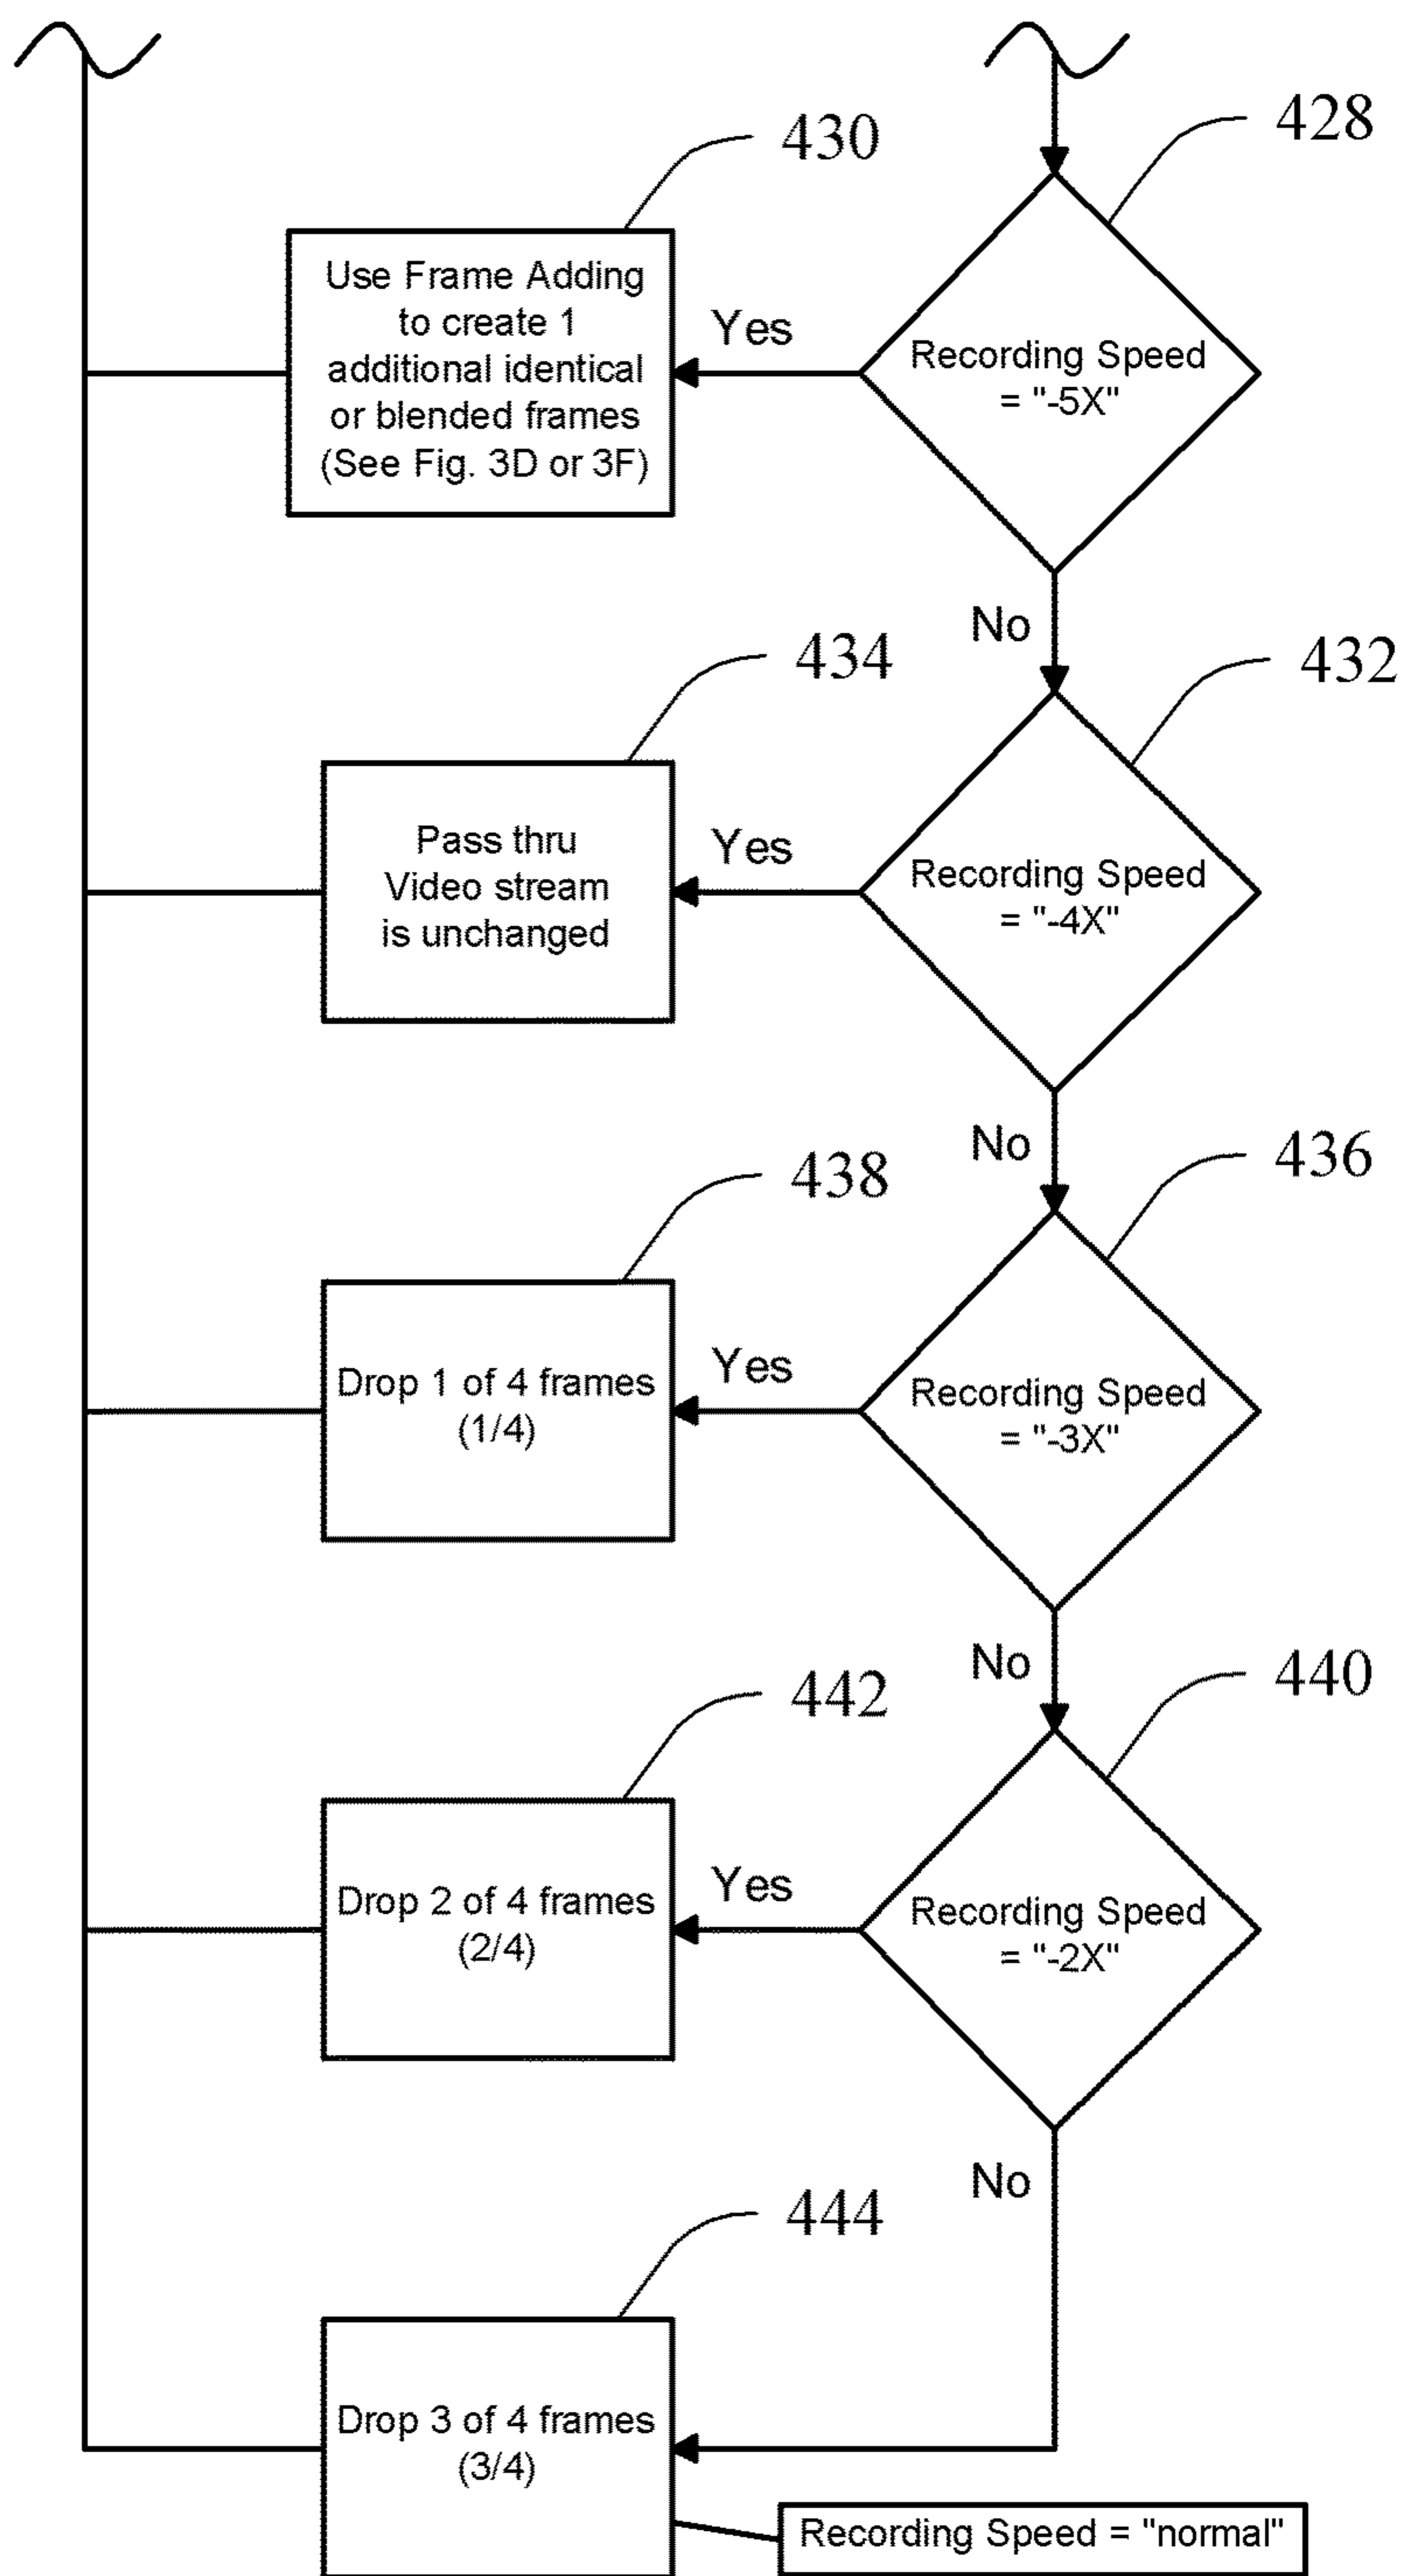 430
428
Use Frame Adding
to create 1
additional identical
or blended frames
(See Fig. 3D or 3F)
Yes
Recording Speed
= "-5X"
No
434
432
Pass thru
Video stream
is unchanged
Yes
Recording Speed
= "-4X"
No
438
436
Drop 1 of 4 frames
(1/4)
Yes
Recording Speed
= "-3X"
No
442
440
Drop 2 of 4 frames
(2/4)
Yes
Recording Speed
= "-2X"
No
444
Drop 3 of 4 frames
(3/4)
Recording Speed = "normal"